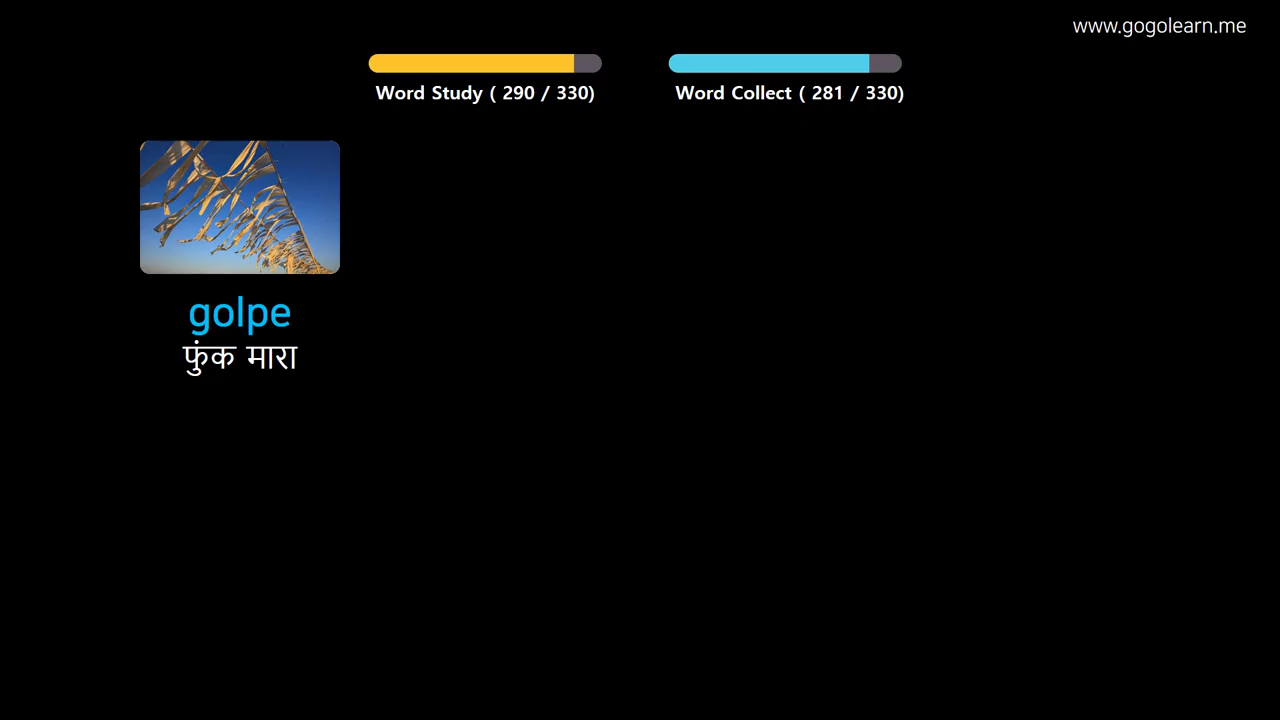 www.gogolearn.me
Word Study ( 290 / 330)
Word Collect ( 281 / 330)
golpe
फुंक मारा